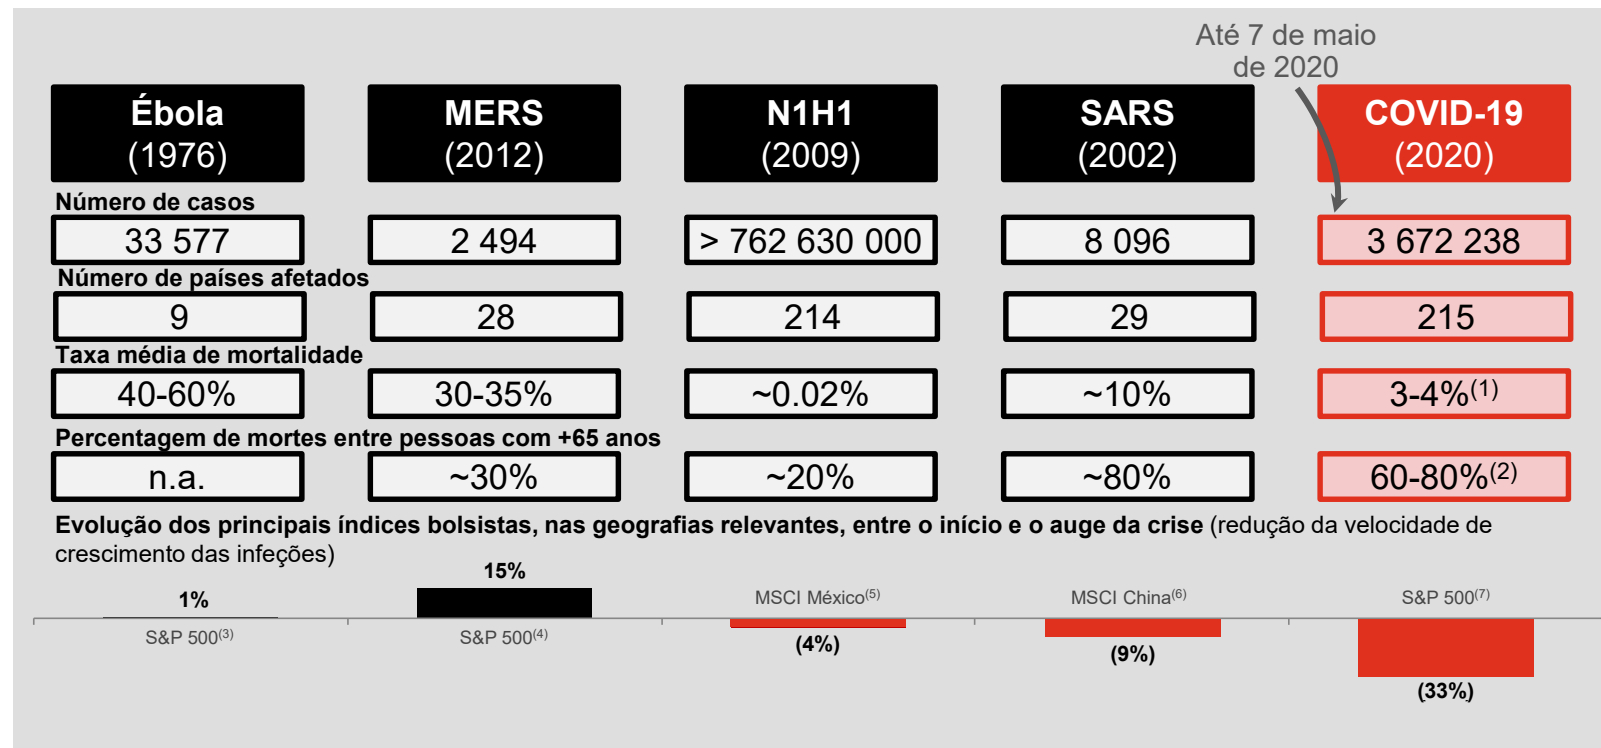 Até 7 de maio
de 2020
Ébola
(1976)
MERS
(2012)
N1H1
(2009)
SARS
(2002)
COVID-19
(2020)
Número de casos
33 577
2 494
> 762 630 000
8 096
3 672 238
Número de países afetados
9
28
214
29
215
Taxa média de mortalidade
40-60%
30-35%
~0.02%
~10%
3-4%(1)
Percentagem de mortes entre pessoas com +65 anos
n.a.
~30%
~20%
~80%
60-80%(2)
Evolução dos principais índices bolsistas, nas geografias relevantes, entre o início e o auge da crise (redução da velocidade de
crescimento das infeções)
1%
S&P 500(3)
15%
S&P 500(4)
MSCI México(5)
(4%)
MSCI China(6)
(9%)
S&P 500(7)
(33%)